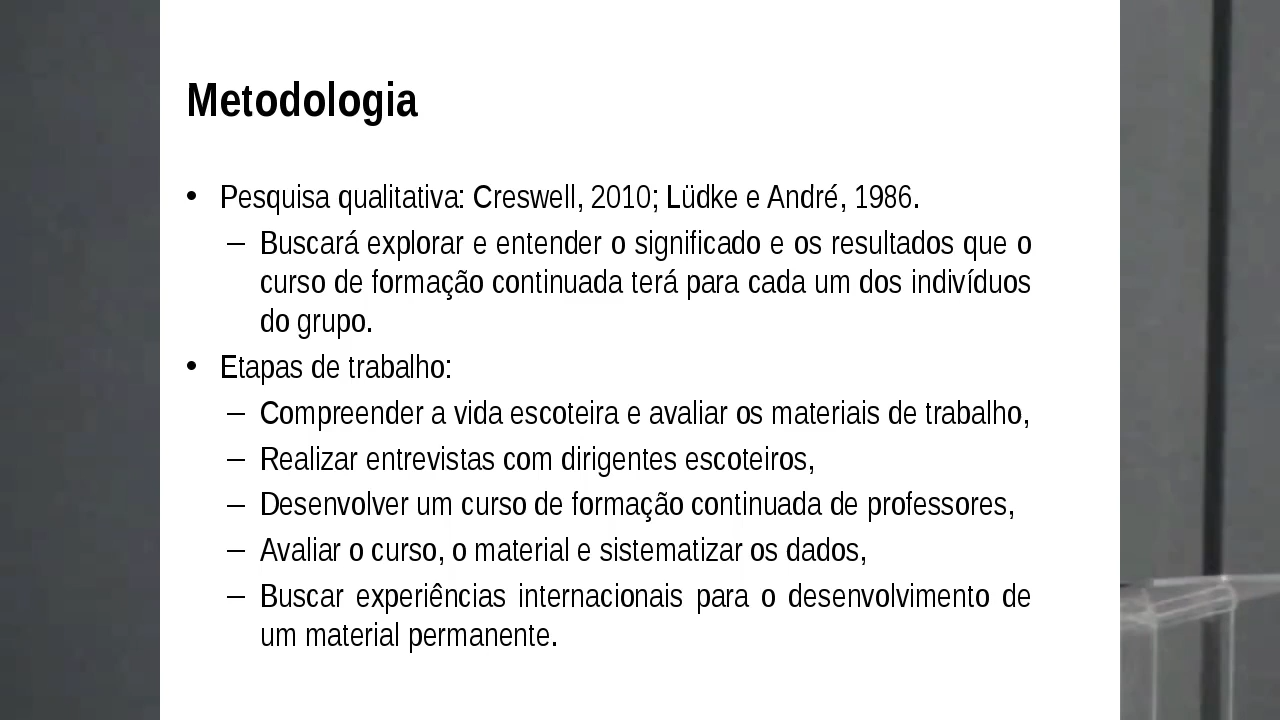 Metodologia
• Pesquisa qualitativa: Creswell, 2010; Lüdke e André, 1986.
– Buscará explorar e entender o significado e os resultados que o
curso de formação continuada terá para cada um dos indivíduos
do grupo.
• Etapas de trabalho:
– Compreender a vida escoteira e avaliar os materiais de trabalho,
– Realizar entrevistas com dirigentes escoteiros,
– Desenvolver um curso de formação continuada de professores,
– Avaliar o curso, o material e sistematizar os dados,
– Buscar experiências internacionais para o desenvolvimento de
um material permanente.